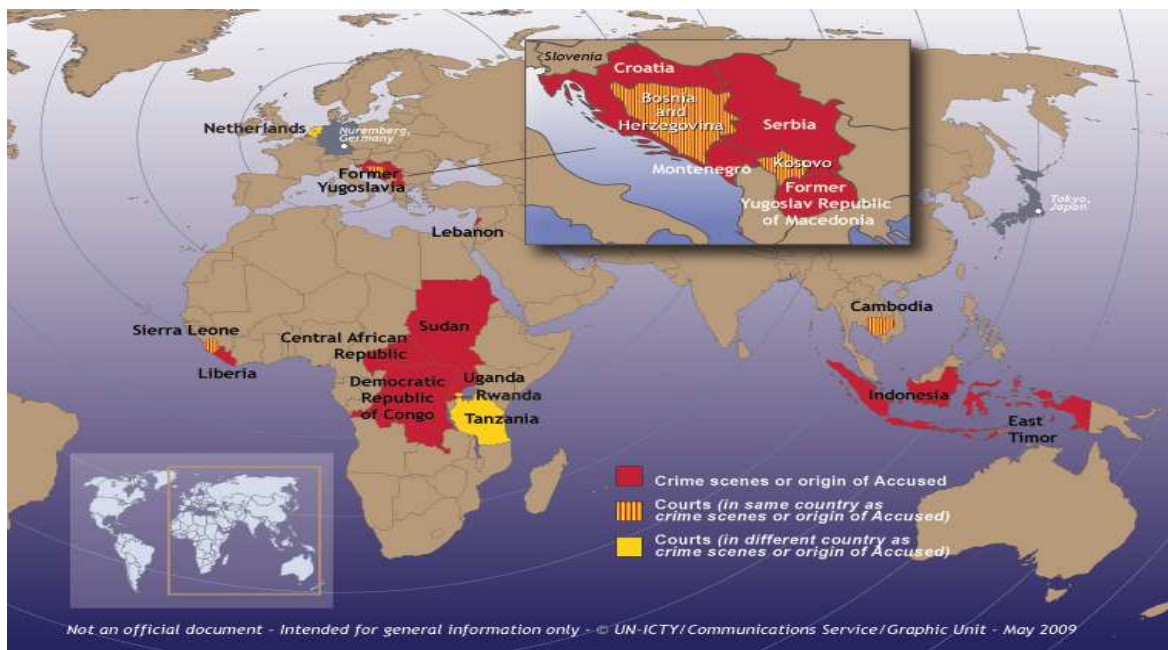 Slovenia
Croatia
Bosnia
and
Herzegovina
Serbia
Montenegro
Kosovo
Former
Yugoslav Republic
of Macedonia
Netherlands
Nuremberg,
Germany
Former
Yugoslavia
Tokyo,
Japan
Lebanon
Cambodia
Sierra Leone
Liberia
Sudan
Central African
Republic
Democratic
Republic
of Congo
Uganda
Rwanda
Tanzania
Indonesia
East
Timor
Crime scenes or origin of Accused
Courts (in same country as
crime scenes or origin of Accused)
Courts (in different country as
crime scenes or origin of Accused)
Not an official document - Intended for general information only - © UN-ICTY/Communications Service/Graphic Unit - May 2009